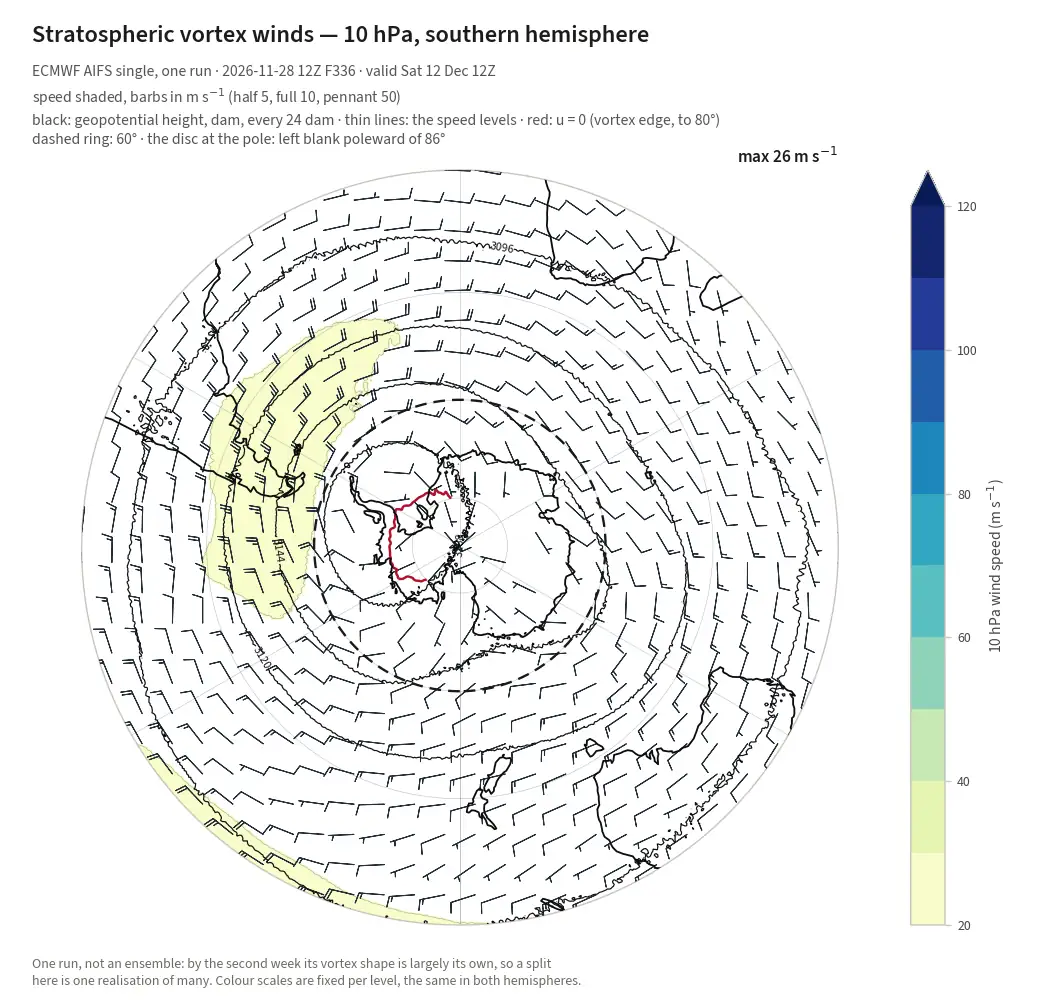 Stratospheric vortex winds — 10 hPa, southern hemisphere
ECMWF AIFS single, one run · 2026-11-28 12Z F336 · valid Sat 12 Dec 12Z
speed shaded, barbs in m s⁻¹ (half 5, full 10, pennant 50)
black: geopotential height, dam, every 24 dam · thin lines: the speed levels · red: u = 0 (vortex edge, to 80°)
dashed ring: 60° · the disc at the pole: left blank poleward of 86°
max 26 m s⁻¹
3096
3144
3120
120
100
80
60
40
20
10 hPa wind speed (m s⁻¹)
One run, not an ensemble: by the second week its vortex shape is largely its own, so a split
here is one realisation of many. Colour scales are fixed per level, the same in both hemispheres.